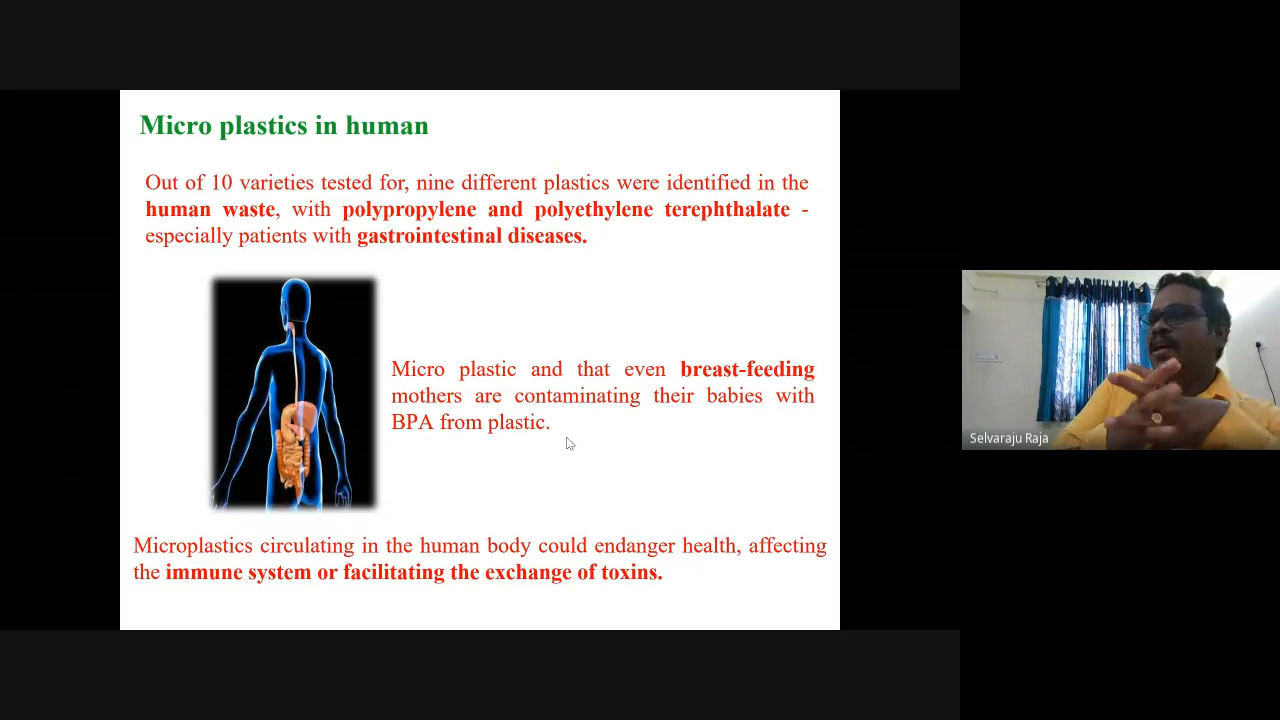 Micro plastics in human
Out of 10 varieties tested for, nine different plastics were identified in the
human waste, with polypropylene and polyethylene terephthalate -
especially patients with gastrointestinal diseases.
Micro plastic and that even breast-feeding
mothers are contaminating their babies with
BPA from plastic.
Microplastics circulating in the human body could endanger health, affecting
the immune system or facilitating the exchange of toxins.
Selvaraju Raja